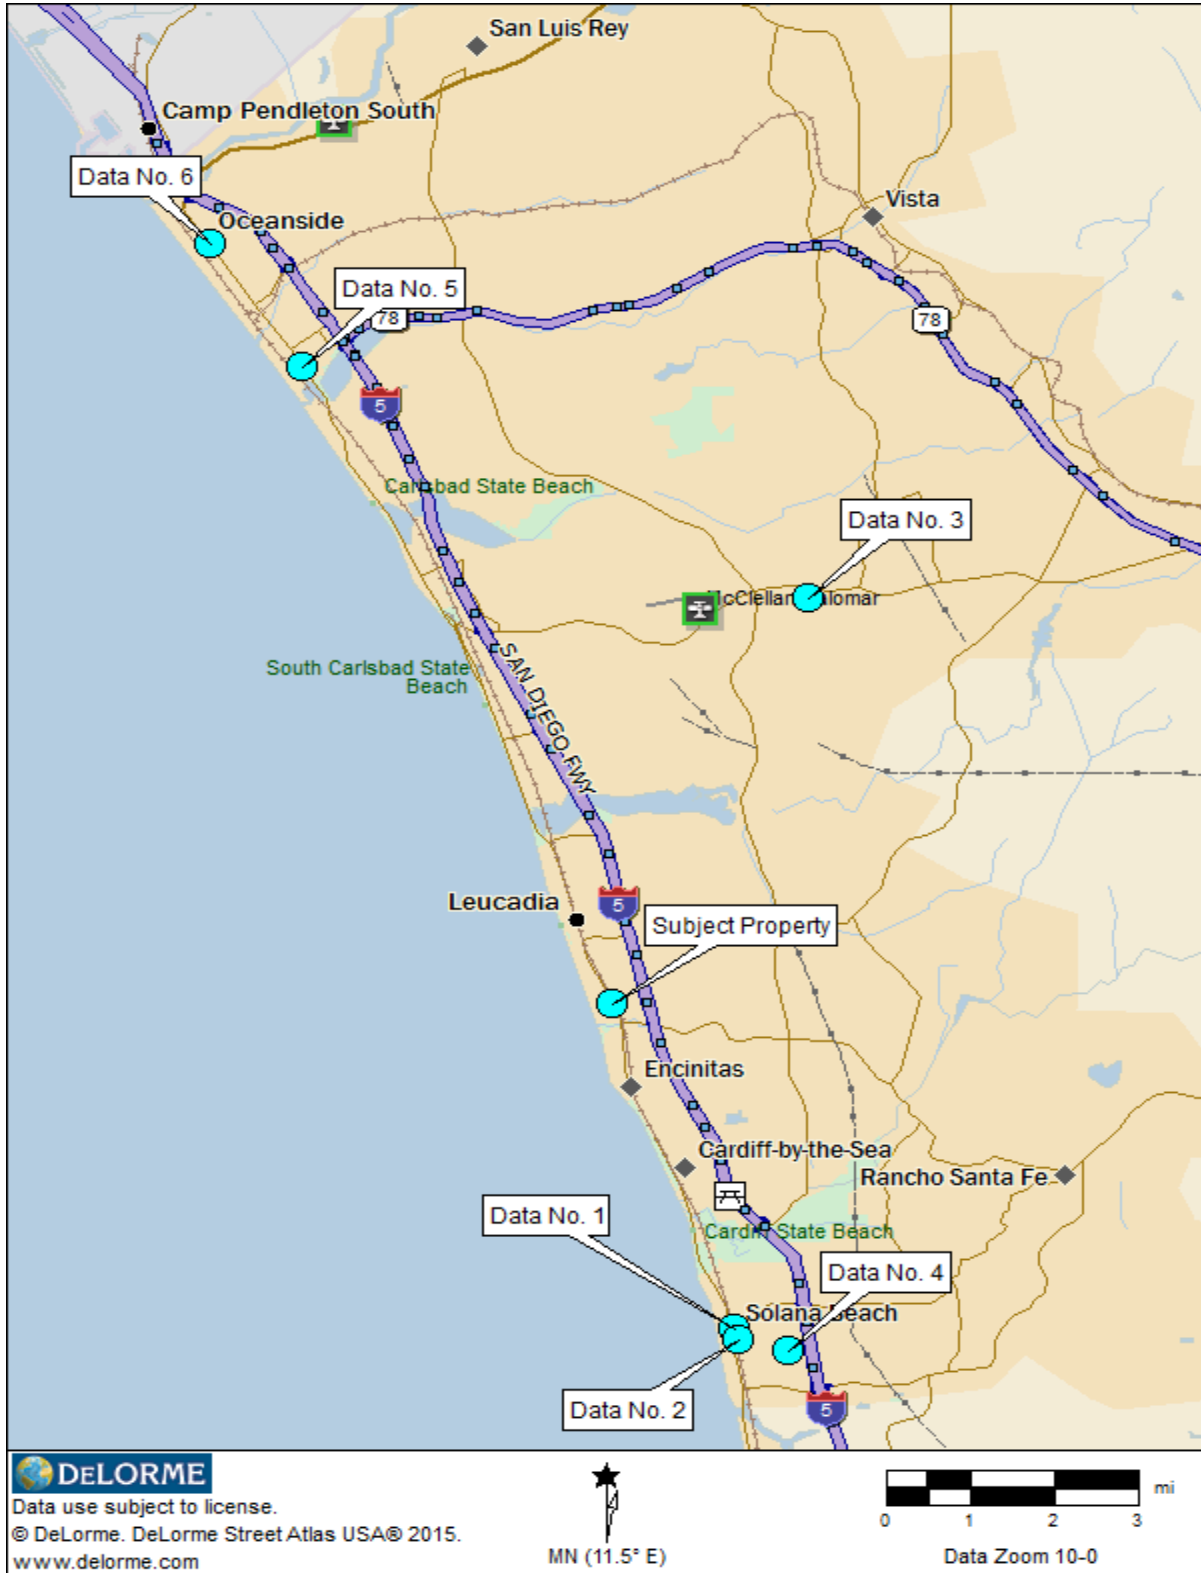 San Luis Rey
Camp Pendleton South
Data No. 6
Vista
Oceanside
Data No. 5
78
78
5
Carlsbad State Beach
Data No. 3
McClellan
alomar
South Carlsbad State
Beach
SAN DIEGO FWY
Leucadia
5
Subject Property
Encinitas
Cardiff-by-the-Sea
Rancho Santa Fe
Data No. 1
Cardiff State Beach
Data No. 4
Solana Beach
Data No. 2
5
DELORME
Data use subject to license.
© DeLorme. DeLorme Street Atlas USA® 2015.
www.delorme.com
MN (11.5° E)
mi
0 1 2 3
Data Zoom 10-0